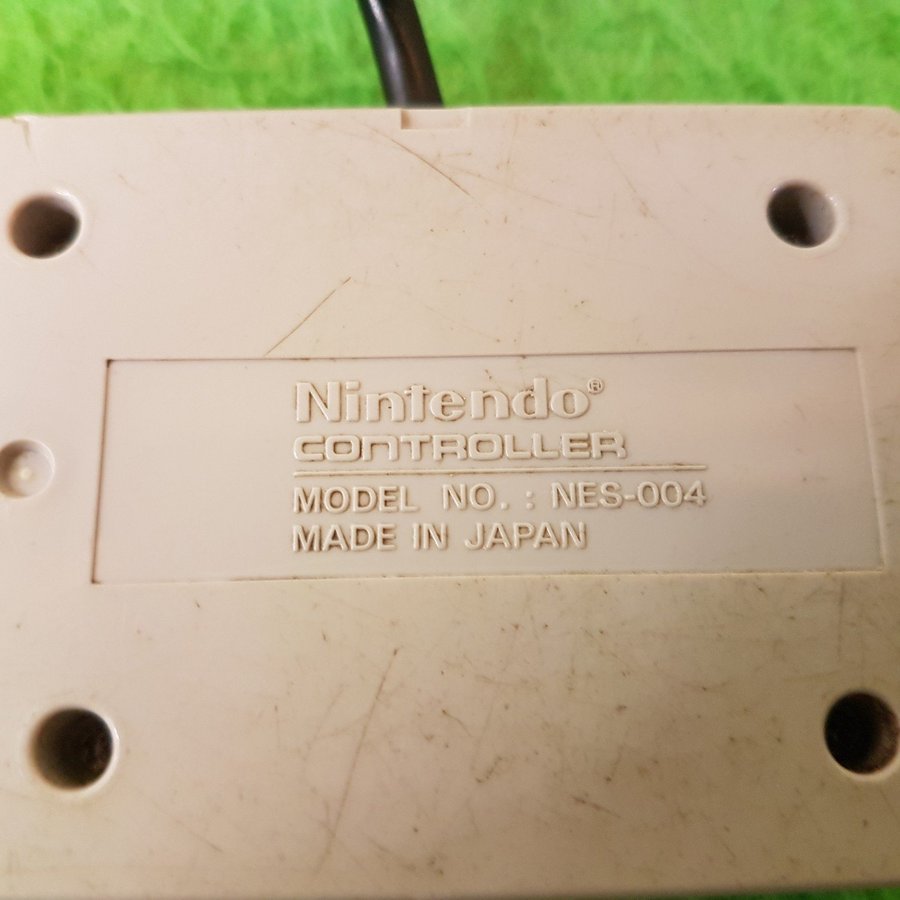 Nintendo®
CONTROLLER
MODEL NO. : NES-004
MADE IN JAPAN